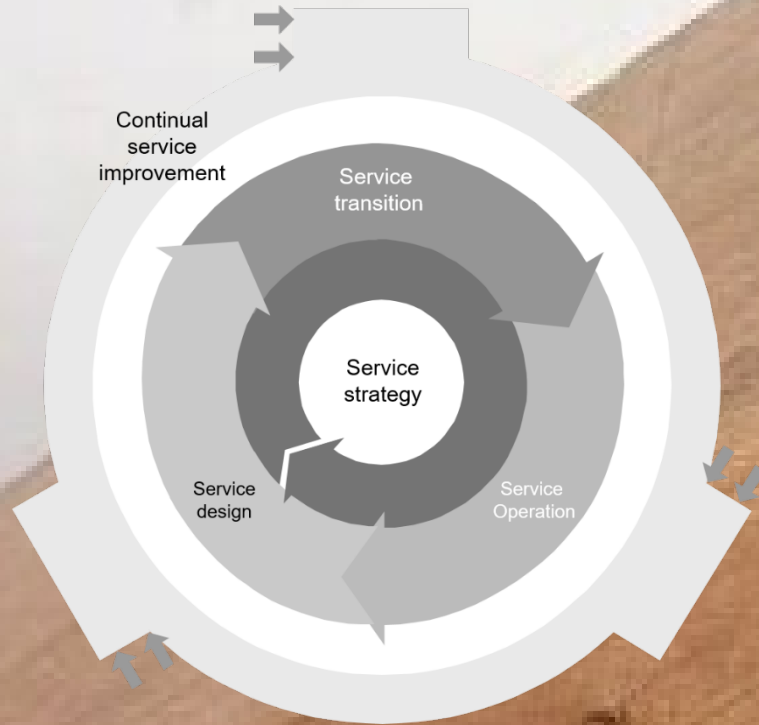 Continual
service
improvement
Service
transition
Service
strategy
Service
design
Service
Operation